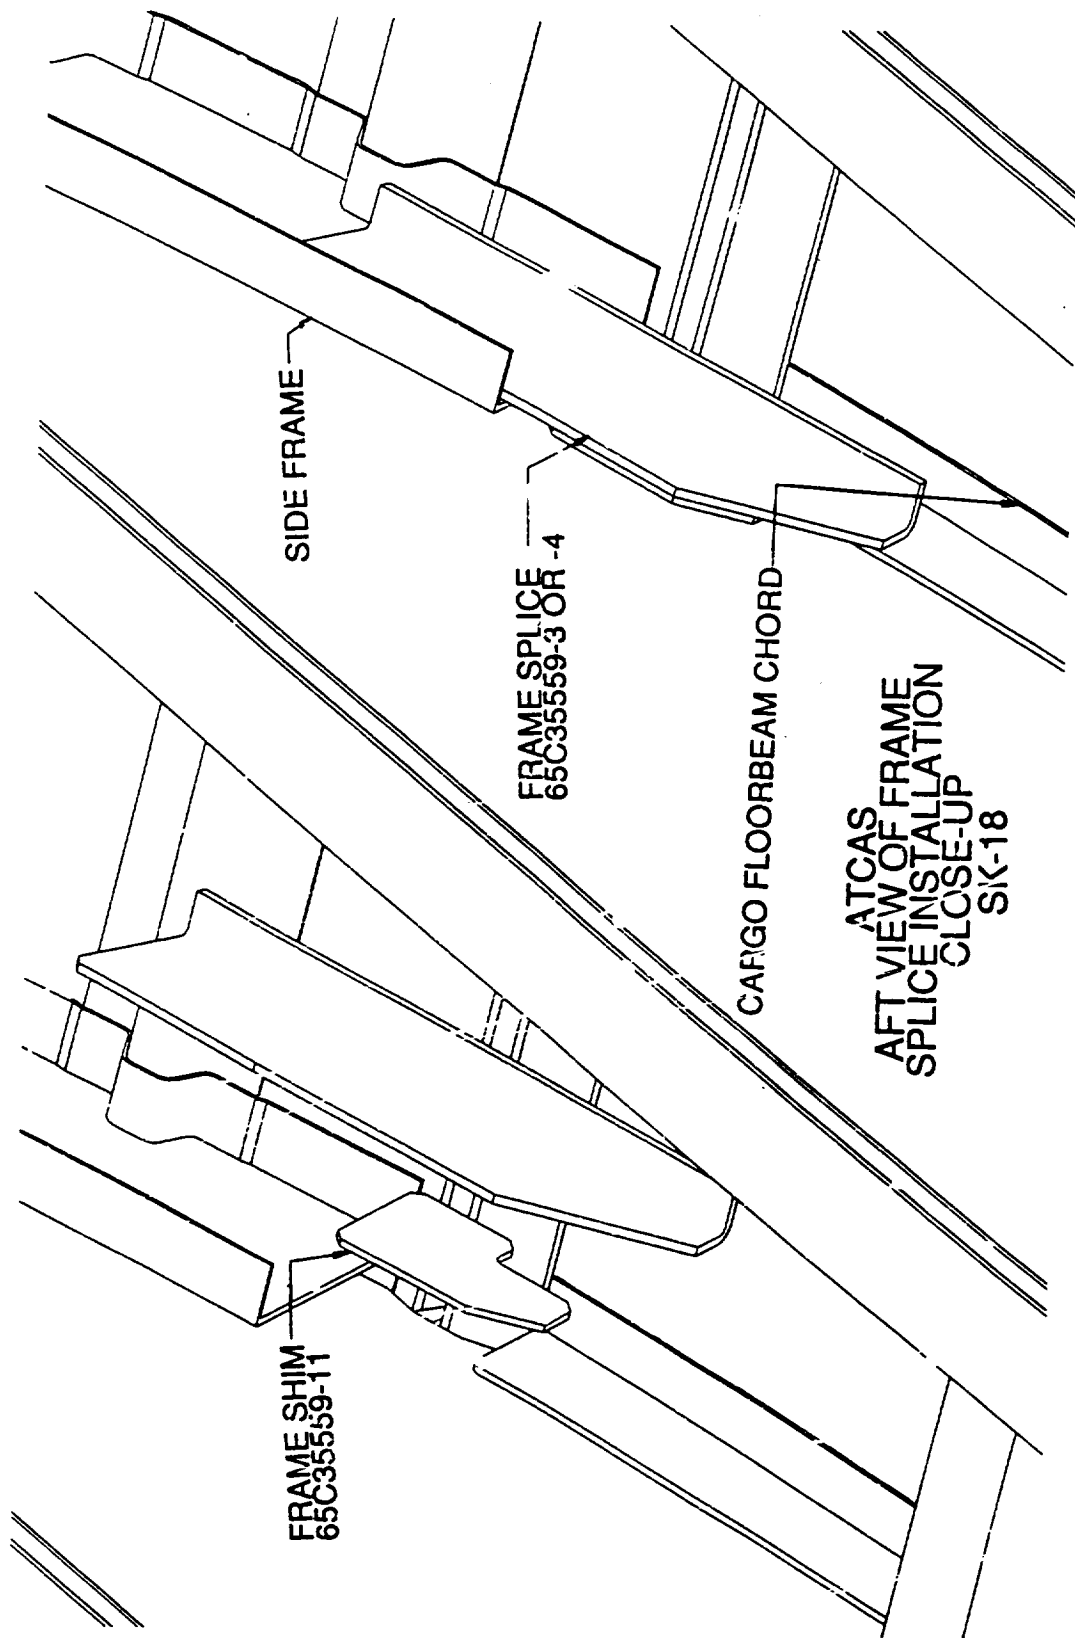 FRAME SHIM
65C35559-11
SIDE FRAME
FRAME SPLICE
65C35559-3 OR -4
CARGO FLOORBEAM CHORD
ATCAS
AFT VIEW OF FRAME
SPLICE INSTALLATION
CLOSE-UP
SK-18